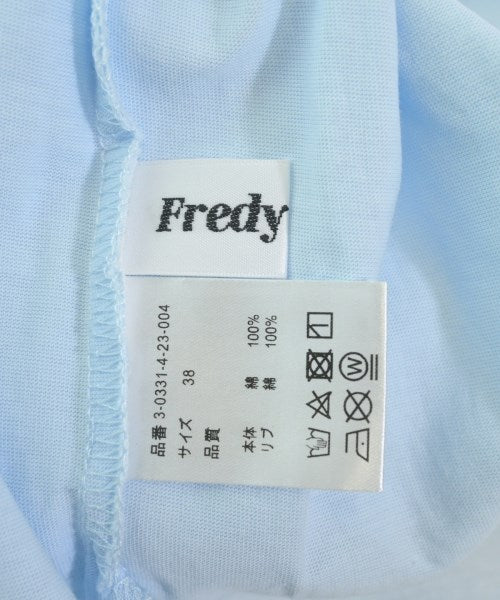 Fredy
品番 3-0331-4-23-004
サイズ 38
品質
本体 綿 100%
リブ 綿 100%
W